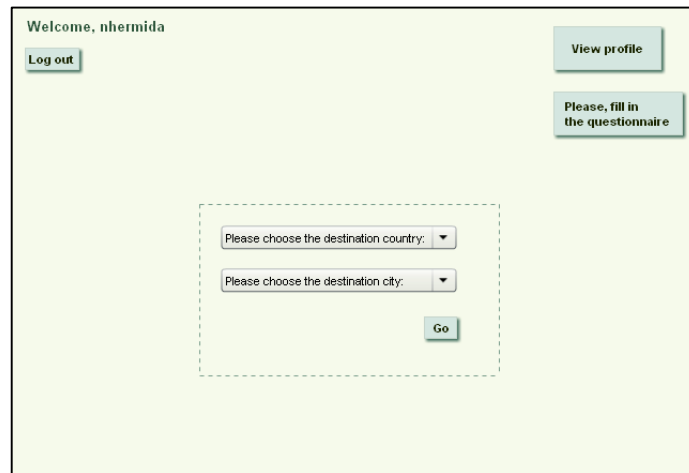 Welcome, nhermida
Log out
View profile
Please, fill in
the questionnaire
Please choose the destination country:
Please choose the destination city:
Go